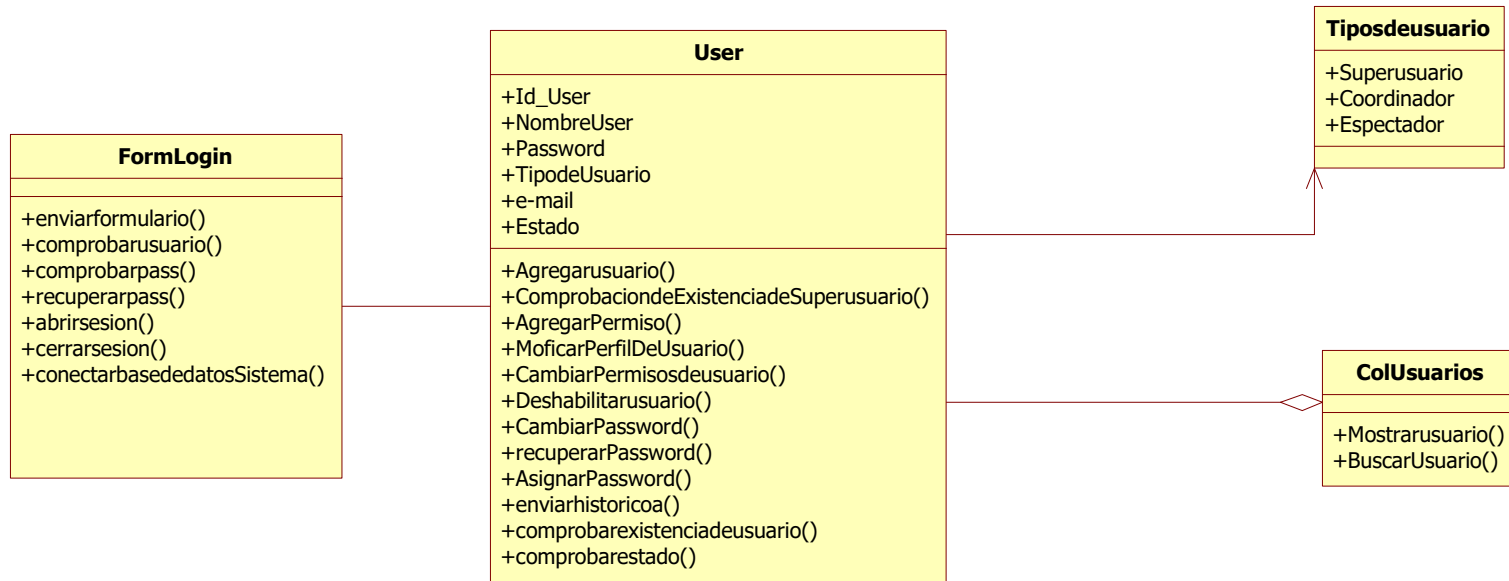 FormLogin
+enviarformulario()
+comprobarusuario()
+comprobarpass()
+recuperarpass()
+abrirsesion()
+cerrarsesion()
+conectarbasededatosSistema()
User
+Id_User
+NombreUser
+Password
+TipodeUsuario
+e-mail
+Estado
+Agregarusuario()
+ComprobaciondeExistenciadeSuperusuario()
+AgregarPermiso()
+MoficarPerfilDeUsuario()
+CambiarPermisosdeusuario()
+Deshabilitarusuario()
+CambiarPassword()
+recuperarPassword()
+AsignarPassword()
+enviarhistoricoa()
+comprobarexistenciadeusuario()
+comprobarestado()
Tiposdeusuario
+Superusuario
+Coordinador
+Espectador
ColUsuarios
+Mostrarusuario()
+BuscarUsuario()